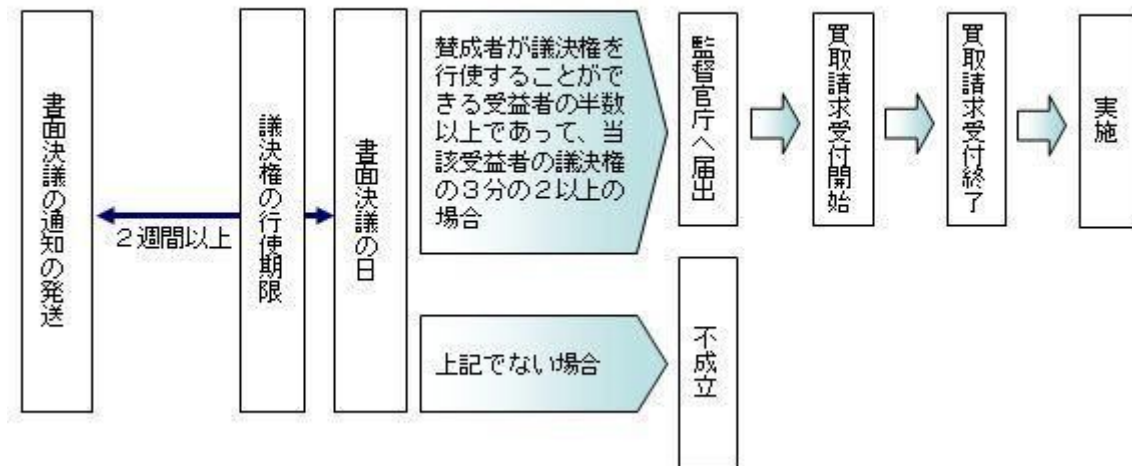 書面決議の通知の発送
２週間以上
議決権の行使期限
書面決議の日
賛成者が議決権を
行使することがで
きる受益者の半数
以上であって、当
該受益者の議決権
の３分の２以上の
場合
監督官庁へ届出
買取請求受付開始
買取請求受付終了
実施
上記でない場合
不成立